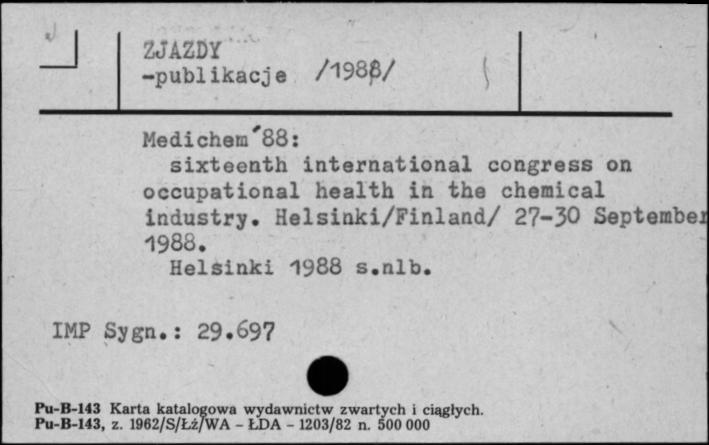 ZJAZDY
-publikacje /1988/
Medichem´88:
sixteenth international congress on
occupational health in the chemical
industry. Helsinki/Finland/ 27-30 September
1988.
Helsinki 1988 s.nlb.
IMP Sygn.: 29.697
Pu-B-143 Karta katalogowa wydawnictw zwartych i ciągłych.
Pu-B-143, z. 1962/S/Łż/WA - ŁDA - 1203/82 n. 500 000